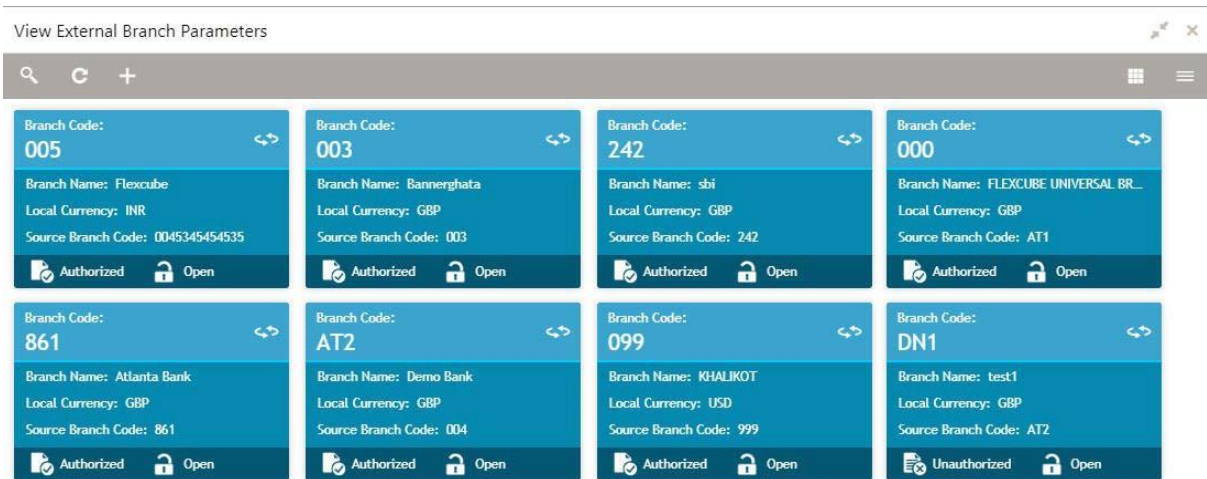 View External Branch Parameters
Branch Code:
005
Branch Name: Flexcube
Local Currency: INR
Source Branch Code: 0045345454535
Authorized Open
Branch Code:
003
Branch Name: Bannerghata
Local Currency: GBP
Source Branch Code: 003
Authorized Open
Branch Code:
242
Branch Name: sbi
Local Currency: GBP
Source Branch Code: 242
Authorized Open
Branch Code:
000
Branch Name: FLEXCUBE UNIVERSAL BR...
Local Currency: GBP
Source Branch Code: AT1
Authorized Open
Branch Code:
861
Branch Name: Atlanta Bank
Local Currency: GBP
Source Branch Code: 861
Authorized Open
Branch Code:
AT2
Branch Name: Demo Bank
Local Currency: GBP
Source Branch Code: 004
Authorized Open
Branch Code:
099
Branch Name: KHALIKOT
Local Currency: USD
Source Branch Code: 999
Authorized Open
Branch Code:
DN1
Branch Name: test1
Local Currency: GBP
Source Branch Code: AT2
Unauthorized Open